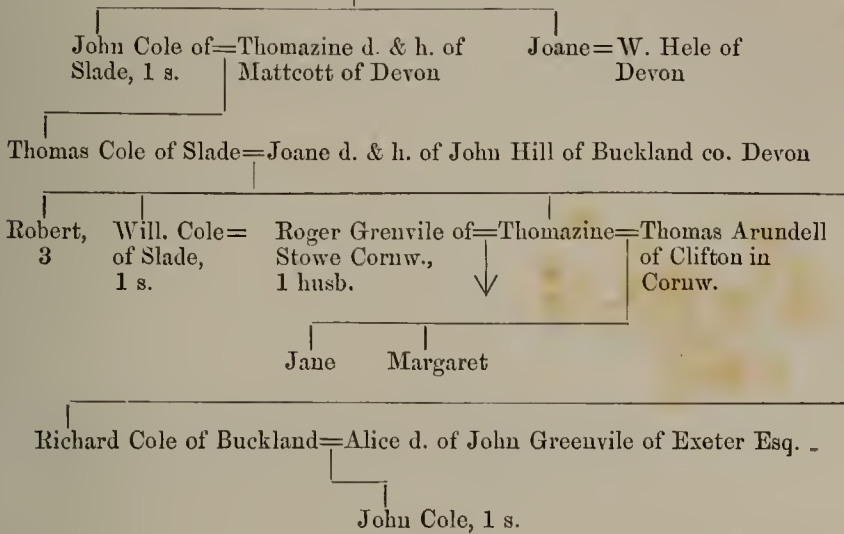 John Cole of=Thomazine d. & h. of Joane=W. Hele of
Slade, 1 s. Mattcott of Devon Devon
Thomas Cole of Slade=Joane d. & h. of John Hill of Buckland co. Devon
Robert, Will. Cole= Roger Grenvile of=Thomazine=Thomas Arundell
3 of Slade, Stowe Cornw., of Clifton in
1 s. 1 husb. Cornw.
Jane Margaret
Richard Cole of Buckland=Alice d. of John Greenvile of Exeter Esq.
John Cole, 1 s.